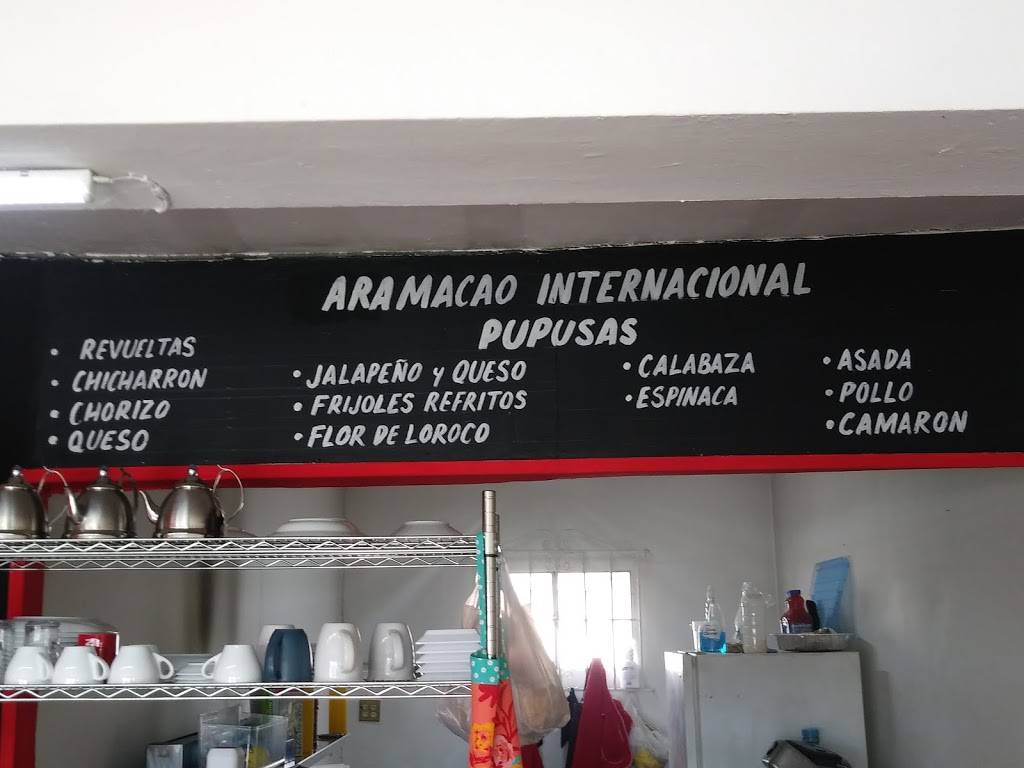 ARAMACAO INTERNACIONAL
PUPUSAS
• REVUELTAS
• CHICHARRON
• CHORIZO
• QUESO
• JALAPEÑO y QUESO
• FRIJOLES REFRITOS
• FLOR DE LOROCO
• CALABAZA
• ESPINACA
• ASADA
• POLLO
• CAMARON